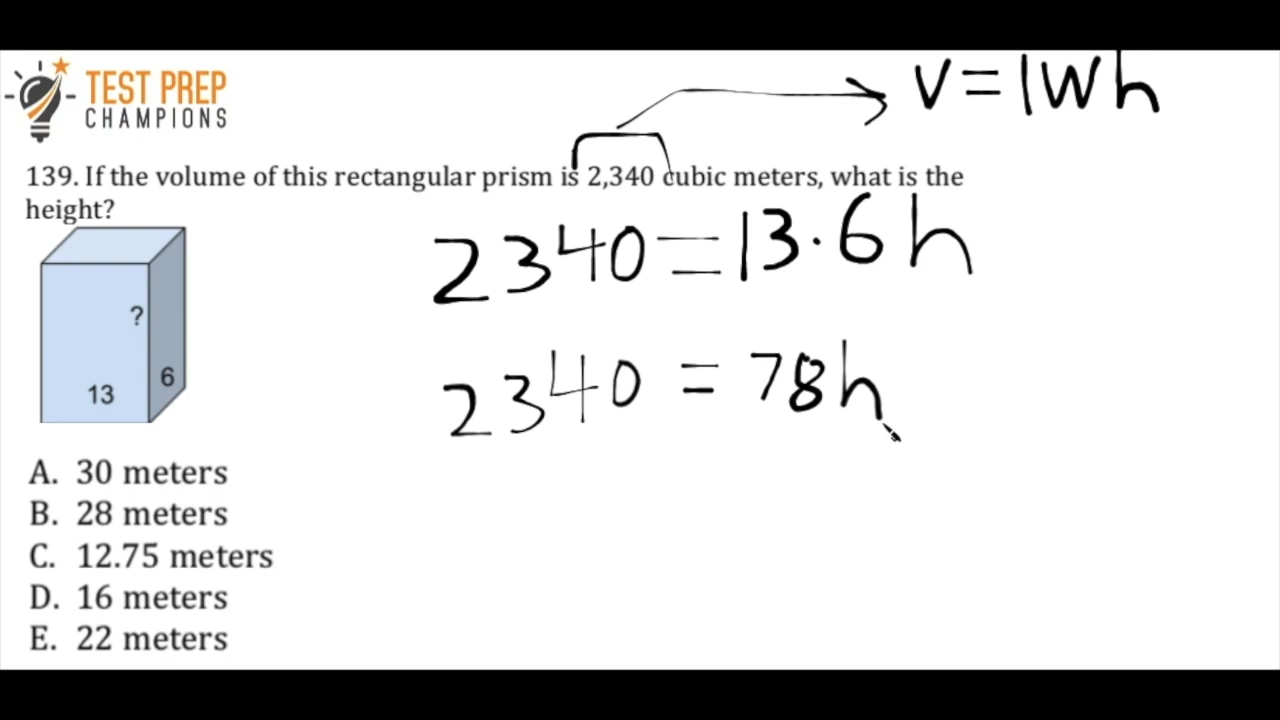 TEST PREP
CHAMPIONS
V=lwh
139. If the volume of this rectangular prism is 2,340 cubic meters, what is the
height?
2340=13·6h
?
6
13
2340 = 78h
A. 30 meters
B. 28 meters
C. 12.75 meters
D. 16 meters
E. 22 meters